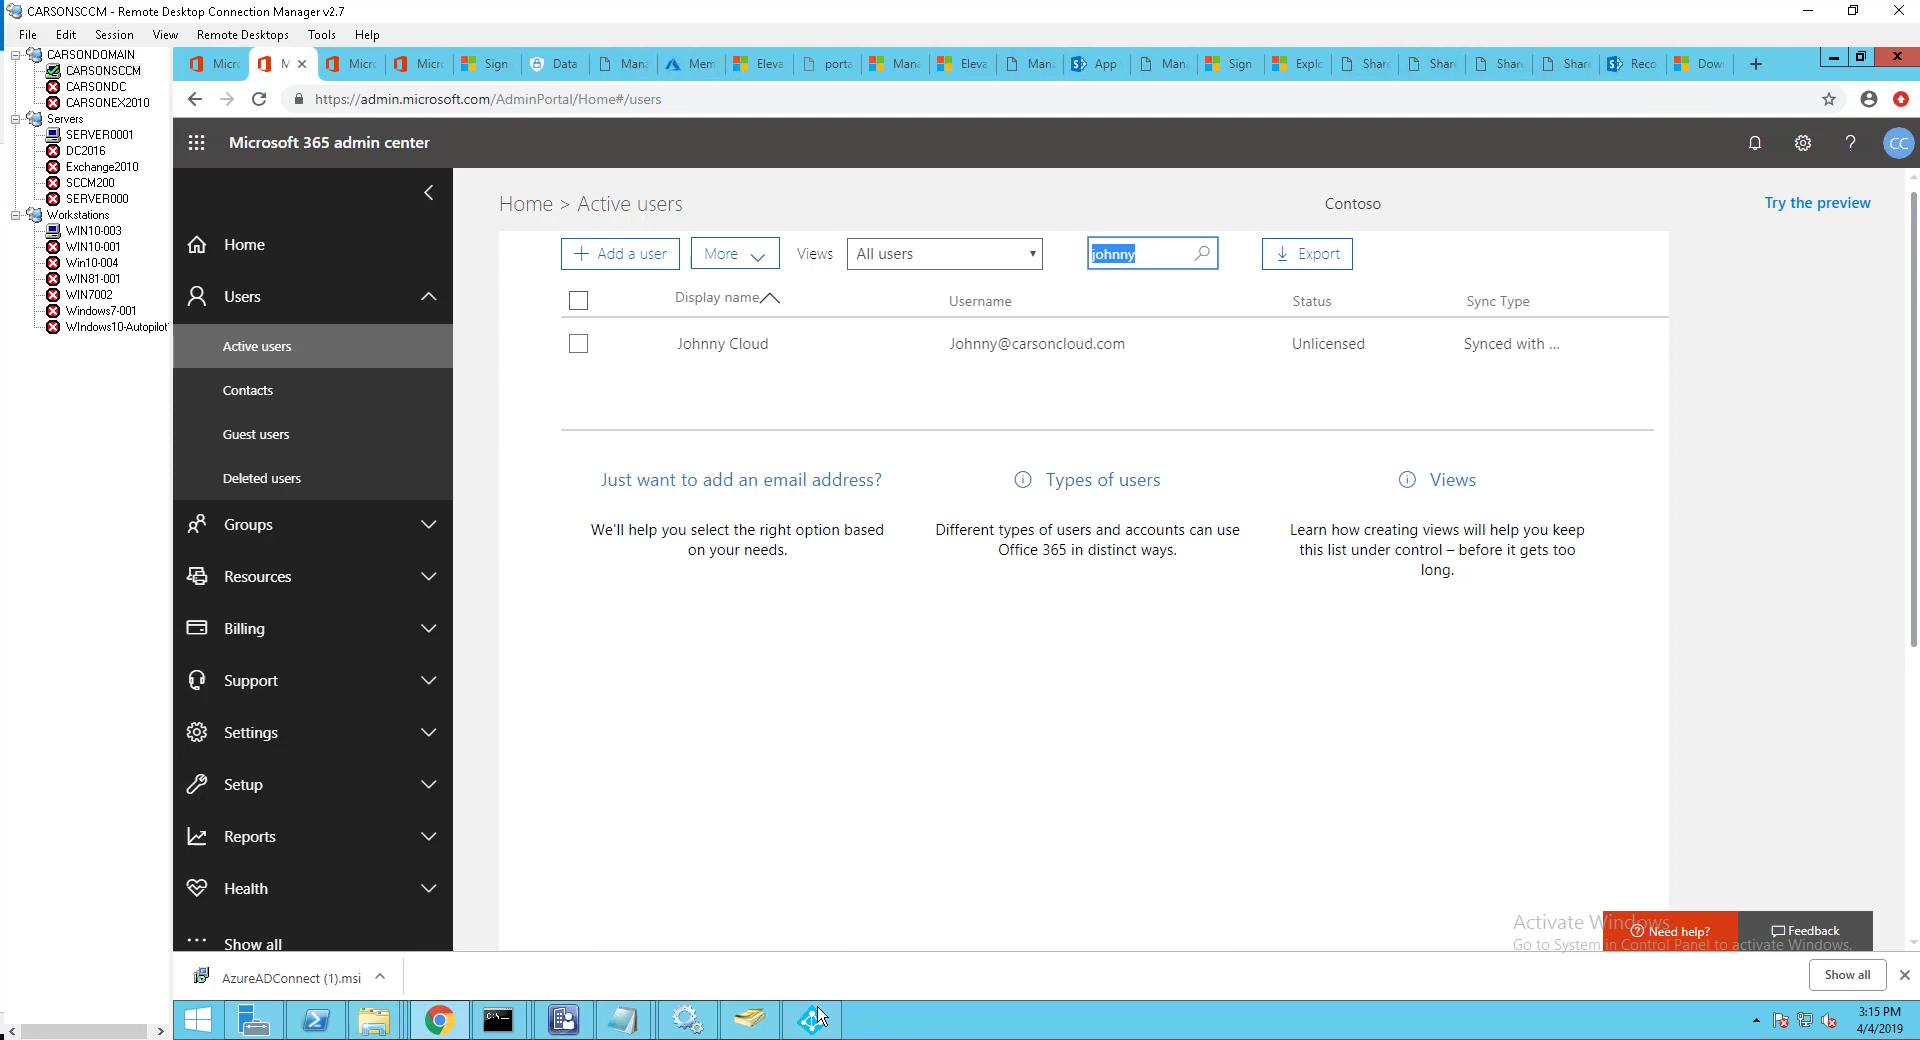 CARSONSCCM - Remote Desktop Connection Manager v2.7
File Edit Session View Remote Desktops Tools Help
CARSONDOMAIN
CARSONSCCM
CARSONDC
CARSONEX2010
Servers
SERVER0001
DC2016
Exchange2010
SCCM200
SERVER000
Workstations
WIN10-003
WIN10-001
Win10-004
WIN81-001
WIN7002
Windows7-001
WIndows10-Autopilot
Micr M Micr Micr Sign Data Mana Mem Eleva porta Mana Eleva Mana App Mana Sign Explo Share Share Share Share Reco Dow
https://admin.microsoft.com/AdminPortal/Home#/users
Microsoft 365 admin center
CC
Home
Users
Active users
Contacts
Guest users
Deleted users
Groups
Resources
Billing
Support
Settings
Setup
Reports
Health
Show all
Home > Active users
Contoso
Try the preview
Add a user
More
Views
All users
johnny
Export
Display name Username Status Sync Type
Johnny Cloud Johnny@carsoncloud.com Unlicensed Synced with ...
Just want to add an email address?
We'll help you select the right option based
on your needs.
Types of users
Different types of users and accounts can use
Office 365 in distinct ways.
Views
Learn how creating views will help you keep
this list under control – before it gets too
long.
Activate Windows
Go to System in Control Panel to activate Windows.
Need help?
Feedback
AzureADConnect (1).msi
Show all
3:15 PM
4/4/2019